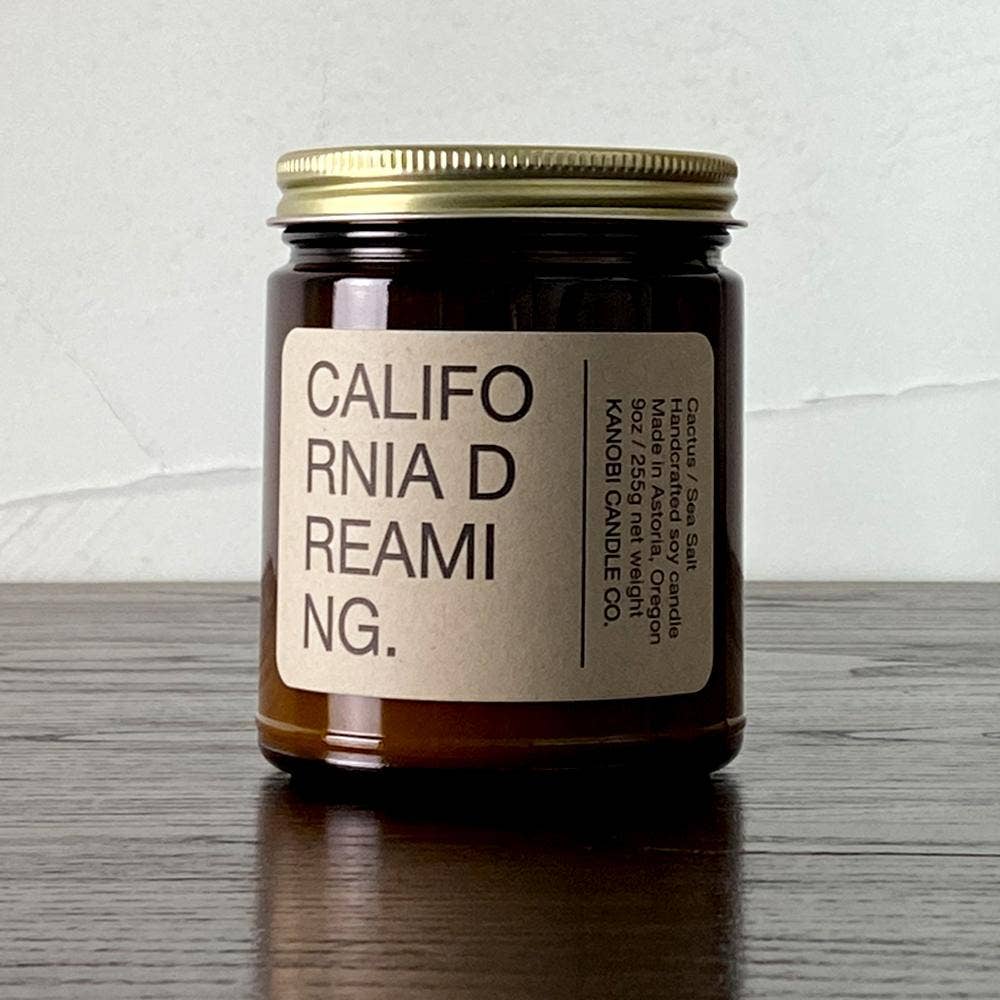 CALIFO
RNIA D
REAMI
NG.
Cactus / Sea Salt
Handcrafted soy candle
Made in Astoria, Oregon
9oz / 255g net weight
KANOBI CANDLE CO.